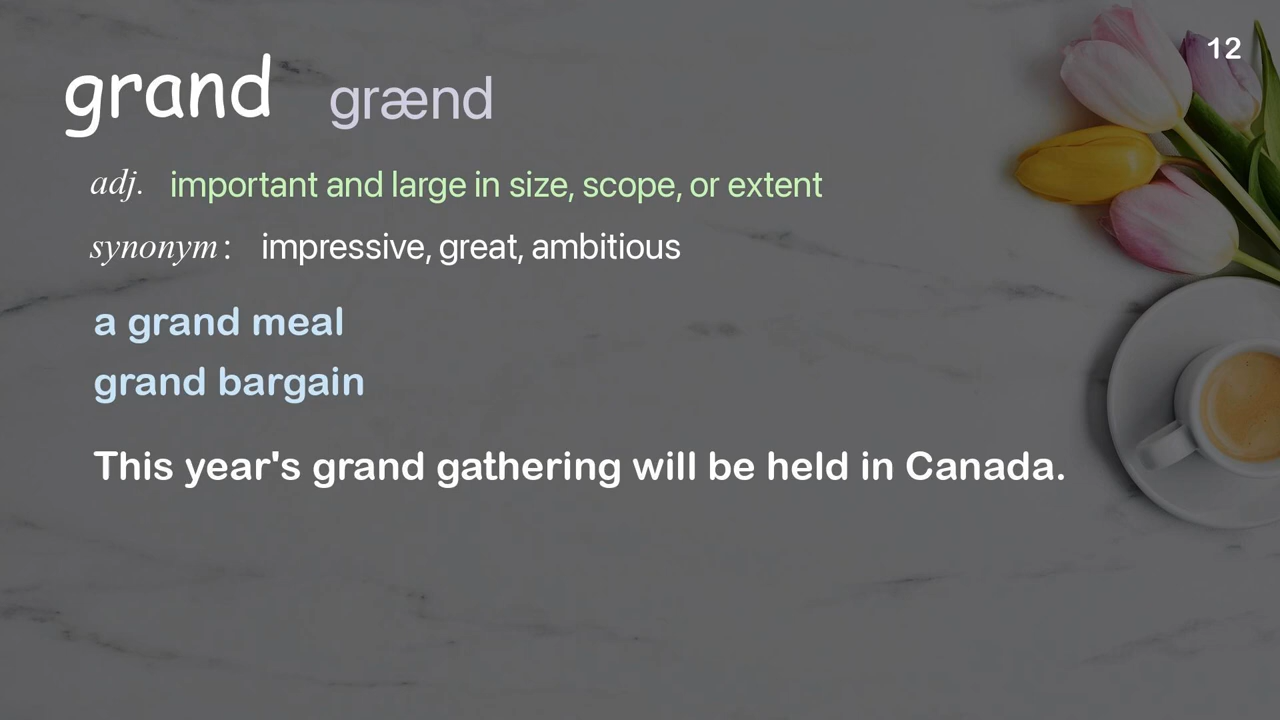 12
grand grænd
adj. important and large in size, scope, or extent
synonym: impressive, great, ambitious
a grand meal
grand bargain
This year's grand gathering will be held in Canada.